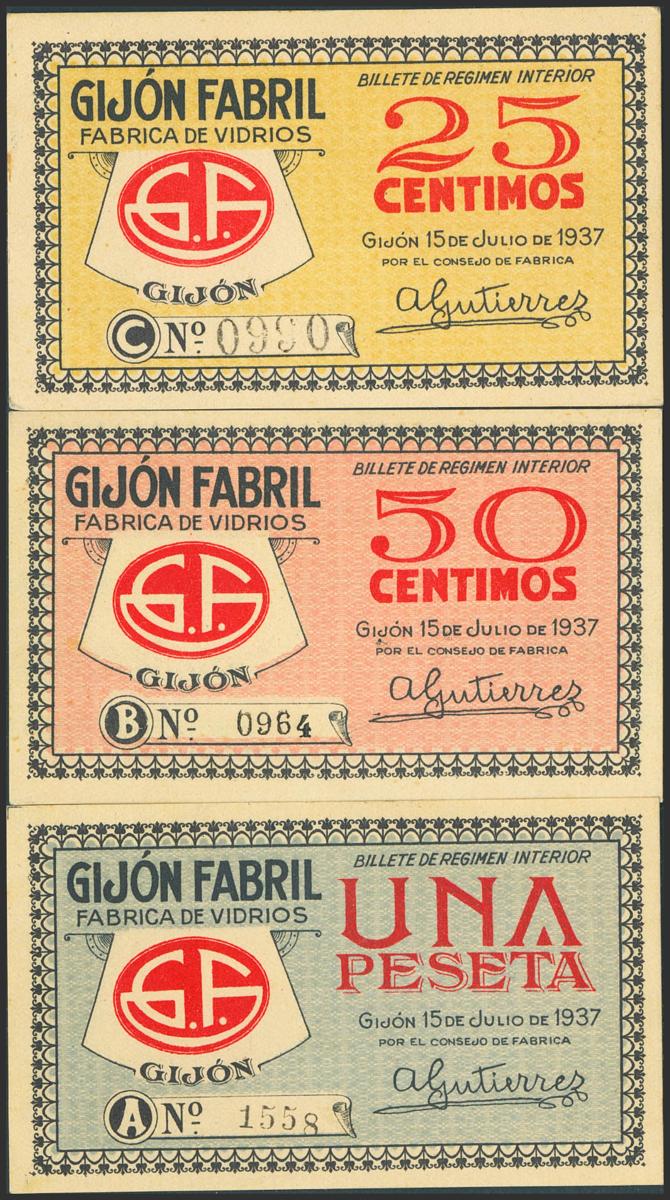 GIJÓN FABRIL
FABRICA DE VIDRIOS
G.F.
GIJÓN
C Nº 0990
BILLETE DE REGIMEN INTERIOR
25
CENTIMOS
GIJÓN 15 DE JULIO DE 1937
POR EL CONSEJO DE FABRICA
AGutierrez
GIJÓN FABRIL
FABRICA DE VIDRIOS
G.F.
GIJÓN
B Nº 0964
BILLETE DE REGIMEN INTERIOR
50
CENTIMOS
GIJÓN 15 DE JULIO DE 1937
POR EL CONSEJO DE FABRICA
AGutierrez
GIJÓN FABRIL
FABRICA DE VIDRIOS
G.F.
GIJÓN
A Nº 1558
BILLETE DE REGIMEN INTERIOR
UNA
PESETA
GIJÓN 15 DE JULIO DE 1937
POR EL CONSEJO DE FABRICA
AGutierrez